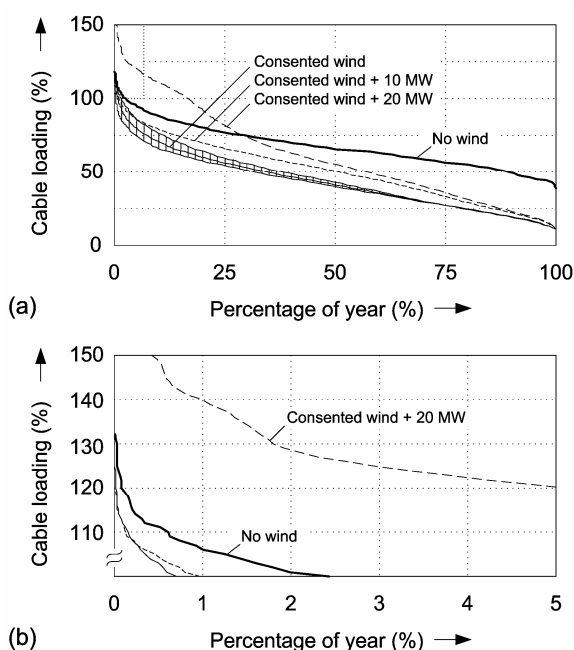 150
Consented wind
Consented wind + 10 MW
Consented wind + 20 MW
100
No wind
50
0
Cable loading (%)
0 25 50 75 100
(a)
Percentage of year (%)
150
140
Consented wind + 20 MW
130
120
110
No wind
Cable loading (%)
0 1 2 3 4 5
(b)
Percentage of year (%)